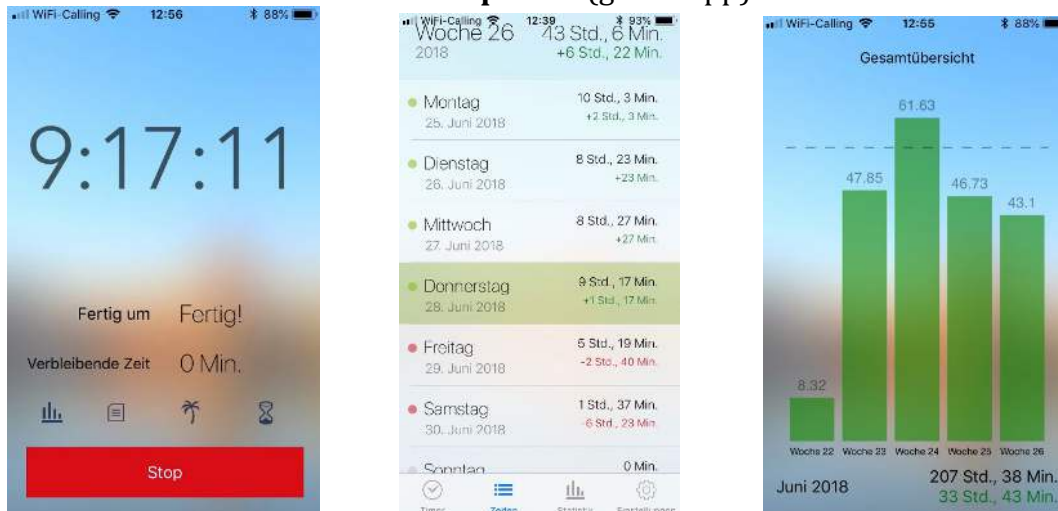 WiFi-Calling 12:56 88%
9:17:11
Fertig um Fertig!
Verbleibende Zeit 0 Min.
Stop
WiFi-Calling 12:39 93%
Woche 26 43 Std., 6 Min.
2018 +6 Std., 22 Min.
Montag 10 Std., 3 Min.
25. Juni 2018 +2 Std., 3 Min.
Dienstag 8 Std., 23 Min.
26. Juni 2018 +23 Min.
Mittwoch 8 Std., 27 Min.
27. Juni 2018 +27 Min.
Donnerstag 9 Std., 17 Min.
28. Juni 2018 +1 Std., 17 Min.
Freitag 5 Std., 19 Min.
29. Juni 2018 -2 Std., 40 Min.
Samstag 1 Std., 37 Min.
30. Juni 2018 -6 Std., 23 Min.
Sonntag 0 Min.
WiFi-Calling 12:55 88%
Gesamtübersicht
61.63
47.85
46.73
43.1
8.32
Woche 22 Woche 23 Woche 24 Woche 25 Woche 26
Juni 2018 207 Std., 38 Min.
33 Std., 43 Min.